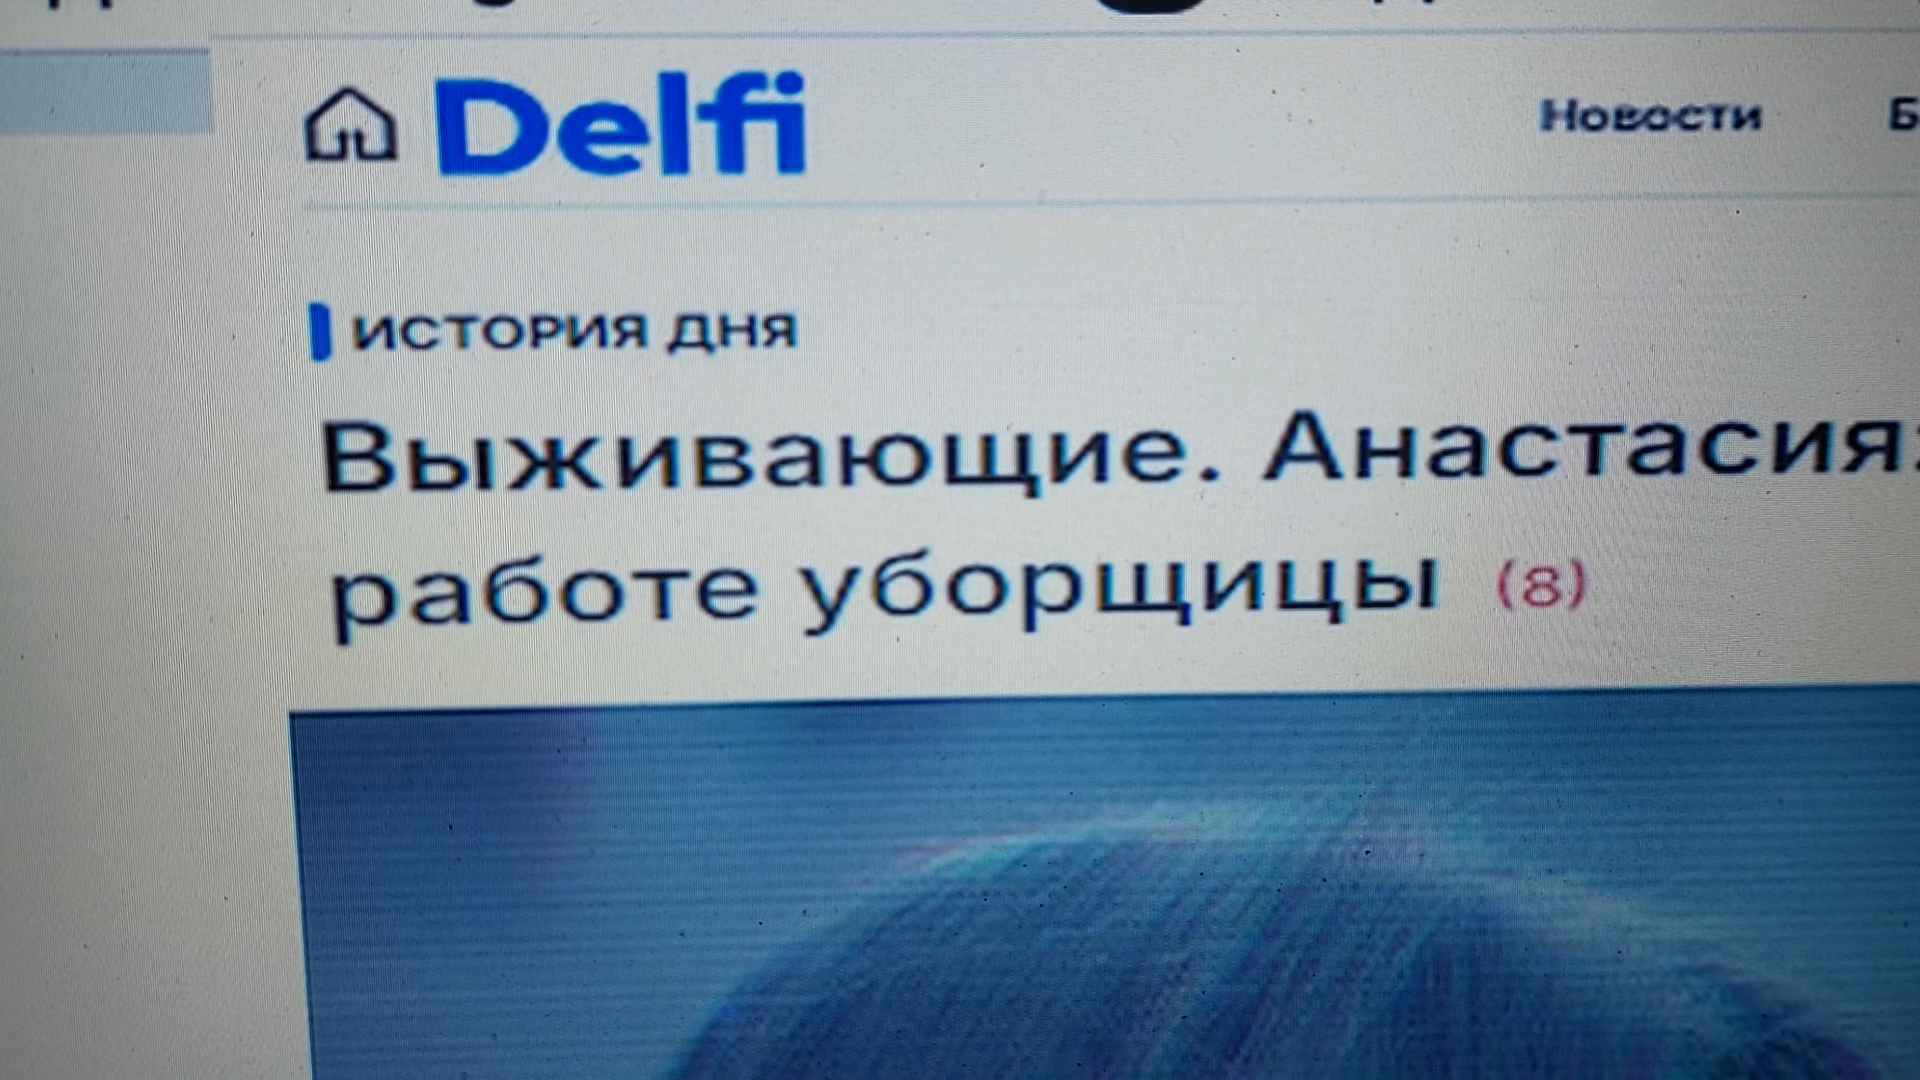 Delfi
Новости
ИСТОРИЯ ДНЯ
Выживающие. Анастасия:
работе уборщицы (8)